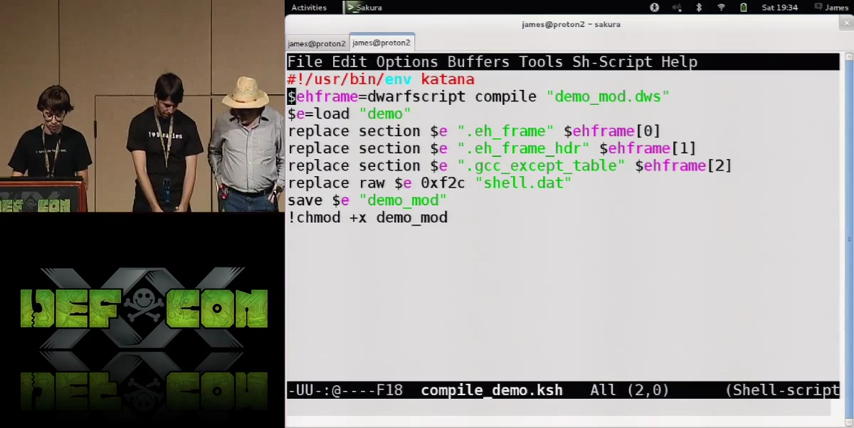 Activities
Sakura
Sat 19:34
James
james@proton2 ~ sakura
james@proton2
james@proton2
File Edit Options Buffers Tools Sh-Script Help
#!/usr/bin/env katana
$ehframe=dwarfscript compile "demo_mod.dws"
$e=load "demo"
replace section $e ".eh_frame" $ehframe[0]
replace section $e ".eh_frame_hdr" $ehframe[1]
replace section $e ".gcc_except_table" $ehframe[2]
replace raw $e 0xf2c "shell.dat"
save $e "demo_mod"
!chmod +x demo_mod
-UU-:@----F18 compile_demo.ksh All (2,0) (Shell-script
DEF CON
DEF CON